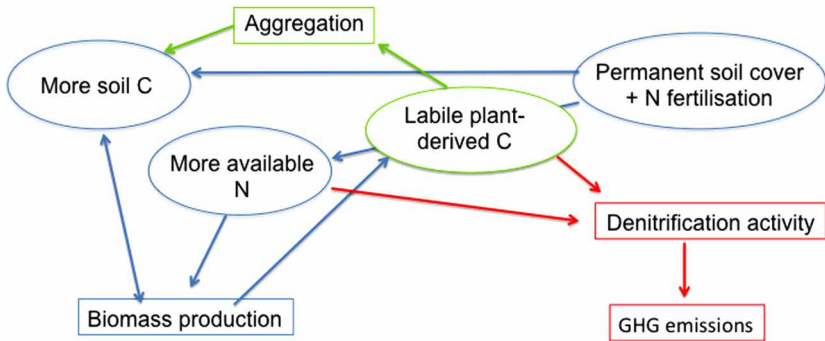 Aggregation
More soil C
Permanent soil cover
+ N fertilisation
Labile plant-
derived C
More available
N
Denitrification activity
Biomass production
GHG emissions